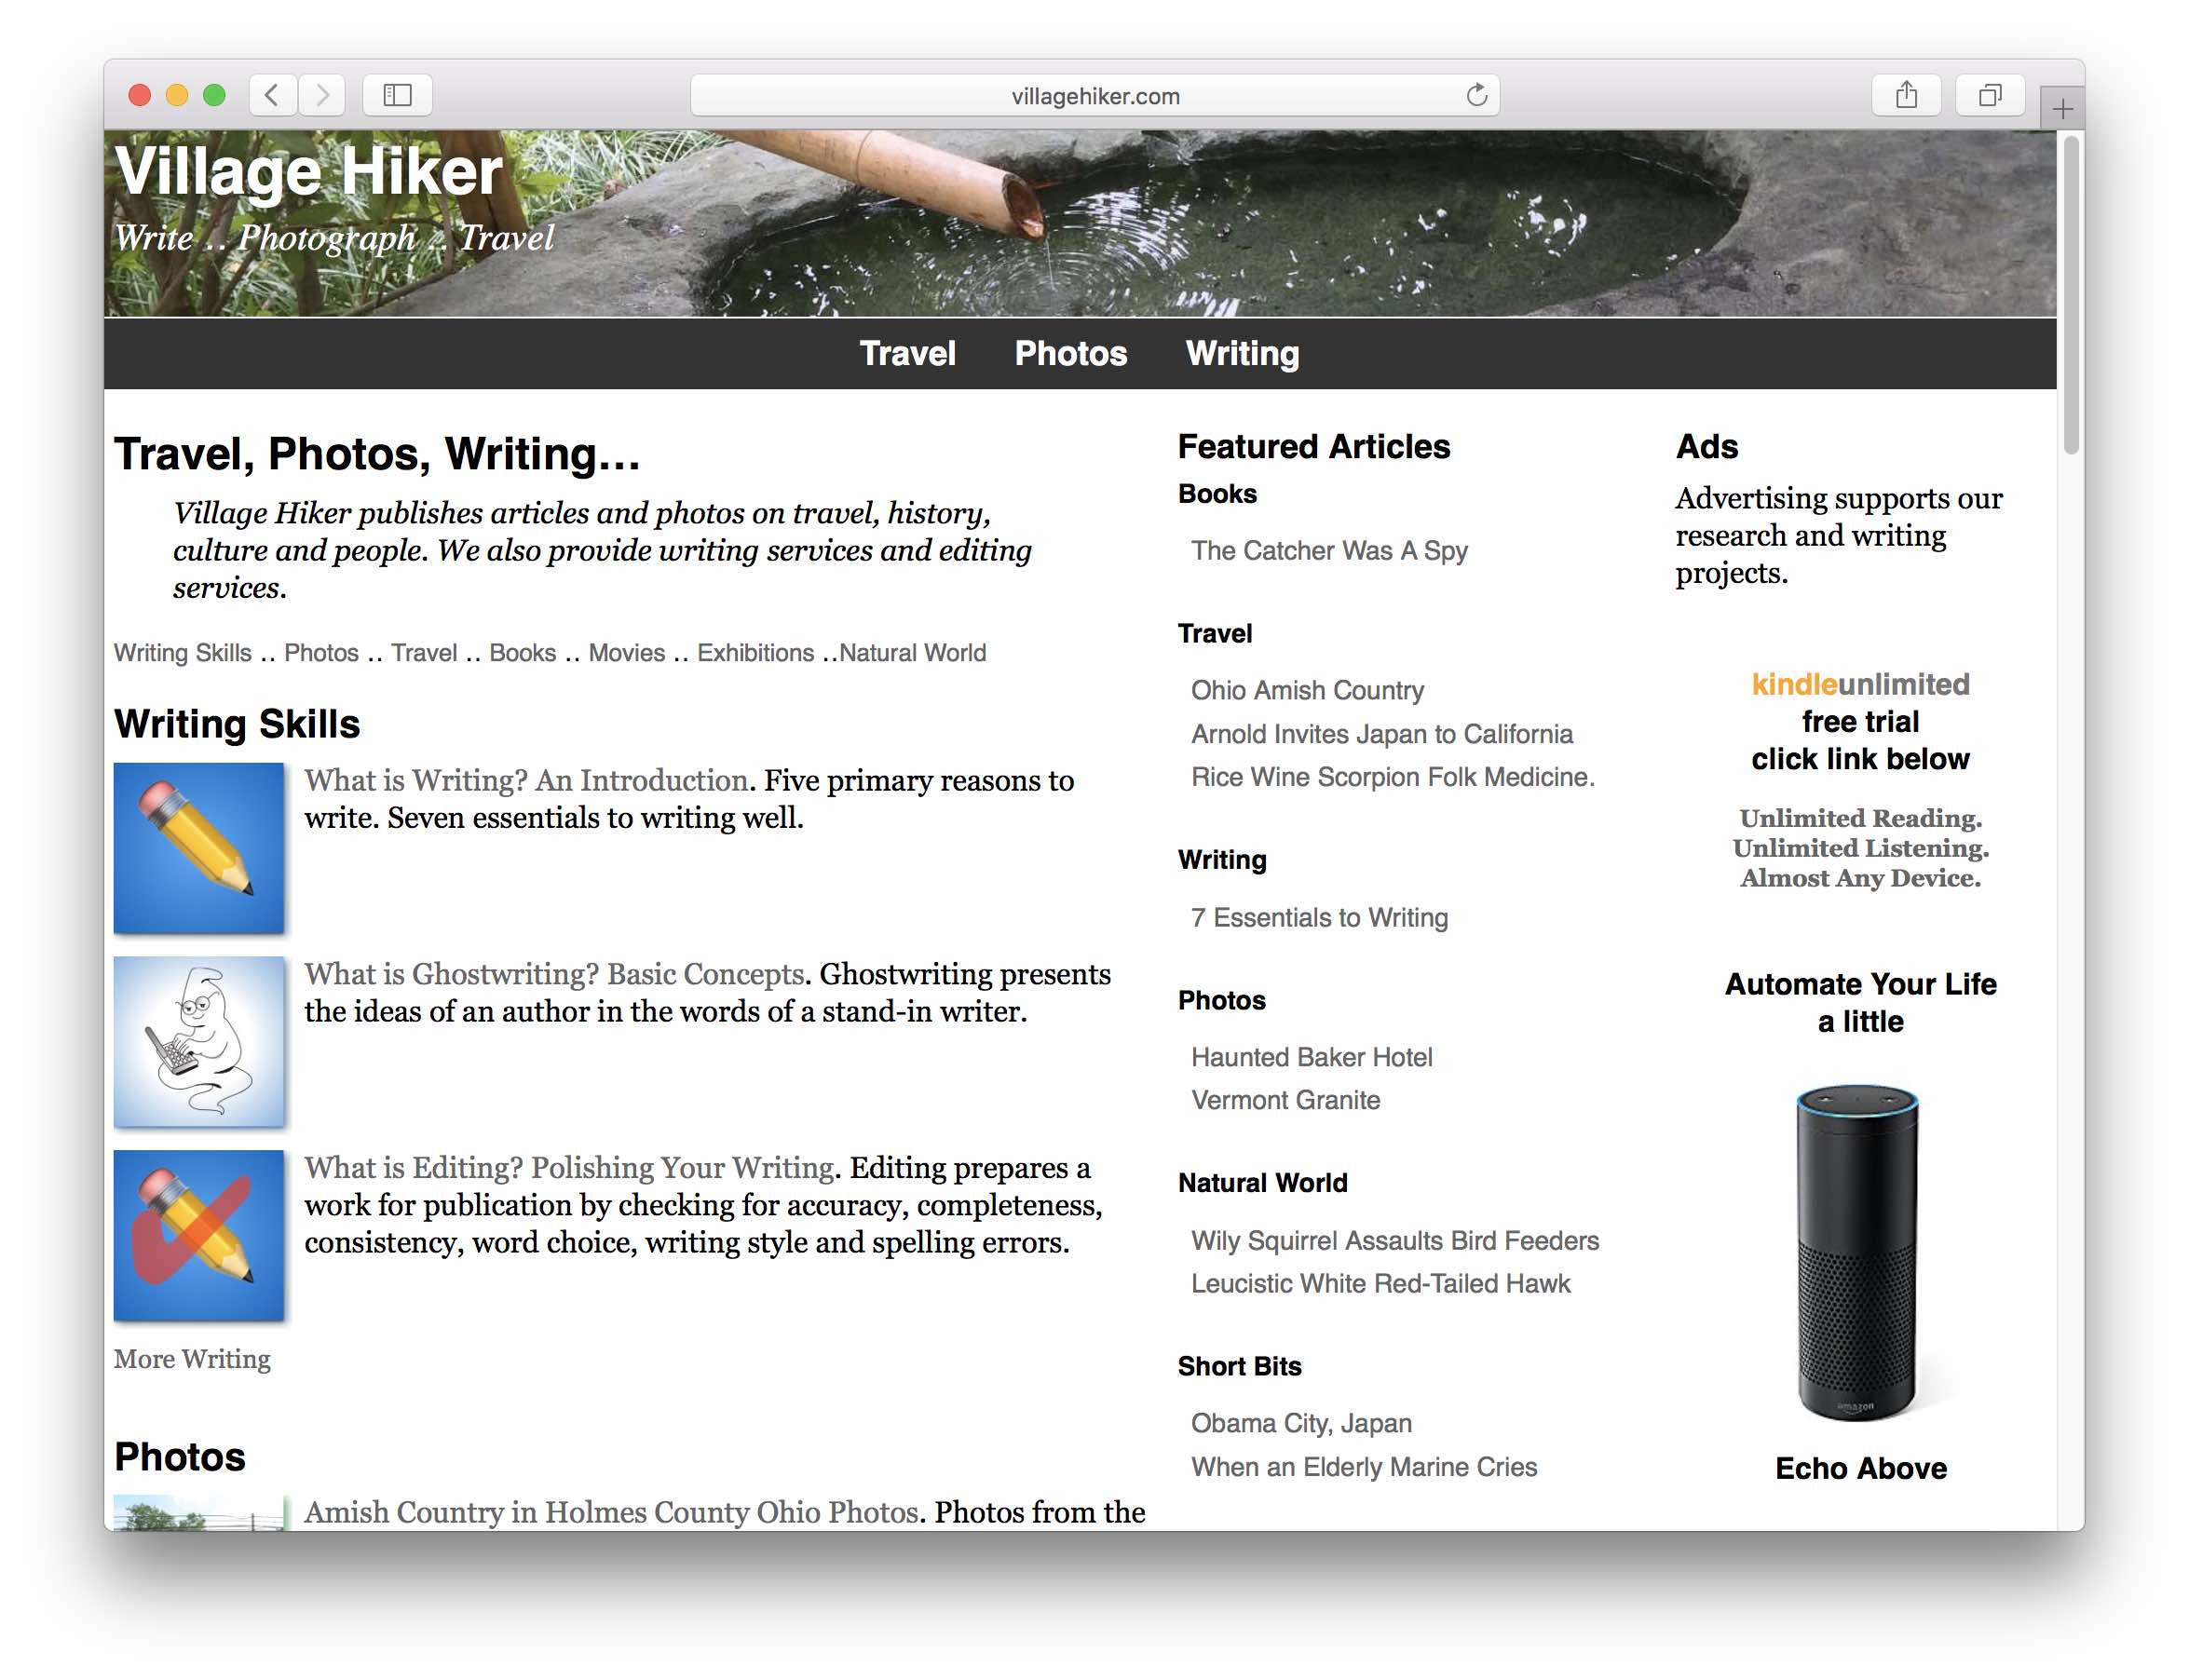 villagehiker.com
Village Hiker
Write .. Photograph .. Travel
Travel Photos Writing
Travel, Photos, Writing...
Village Hiker publishes articles and photos on travel, history,
culture and people. We also provide writing services and editing
services.
Writing Skills .. Photos .. Travel .. Books .. Movies .. Exhibitions ..Natural World
Writing Skills
What is Writing? An Introduction. Five primary reasons to
write. Seven essentials to writing well.
What is Ghostwriting? Basic Concepts. Ghostwriting presents
the ideas of an author in the words of a stand-in writer.
What is Editing? Polishing Your Writing. Editing prepares a
work for publication by checking for accuracy, completeness,
consistency, word choice, writing style and spelling errors.
More Writing
Photos
Amish Country in Holmes County Ohio Photos. Photos from the
Featured Articles
Books
The Catcher Was A Spy
Travel
Ohio Amish Country
Arnold Invites Japan to California
Rice Wine Scorpion Folk Medicine.
Writing
7 Essentials to Writing
Photos
Haunted Baker Hotel
Vermont Granite
Natural World
Wily Squirrel Assaults Bird Feeders
Leucistic White Red-Tailed Hawk
Short Bits
Obama City, Japan
When an Elderly Marine Cries
Ads
Advertising supports our
research and writing
projects.
kindleunlimited
free trial
click link below
Unlimited Reading.
Unlimited Listening.
Almost Any Device.
Automate Your Life
a little
amazon
Echo Above